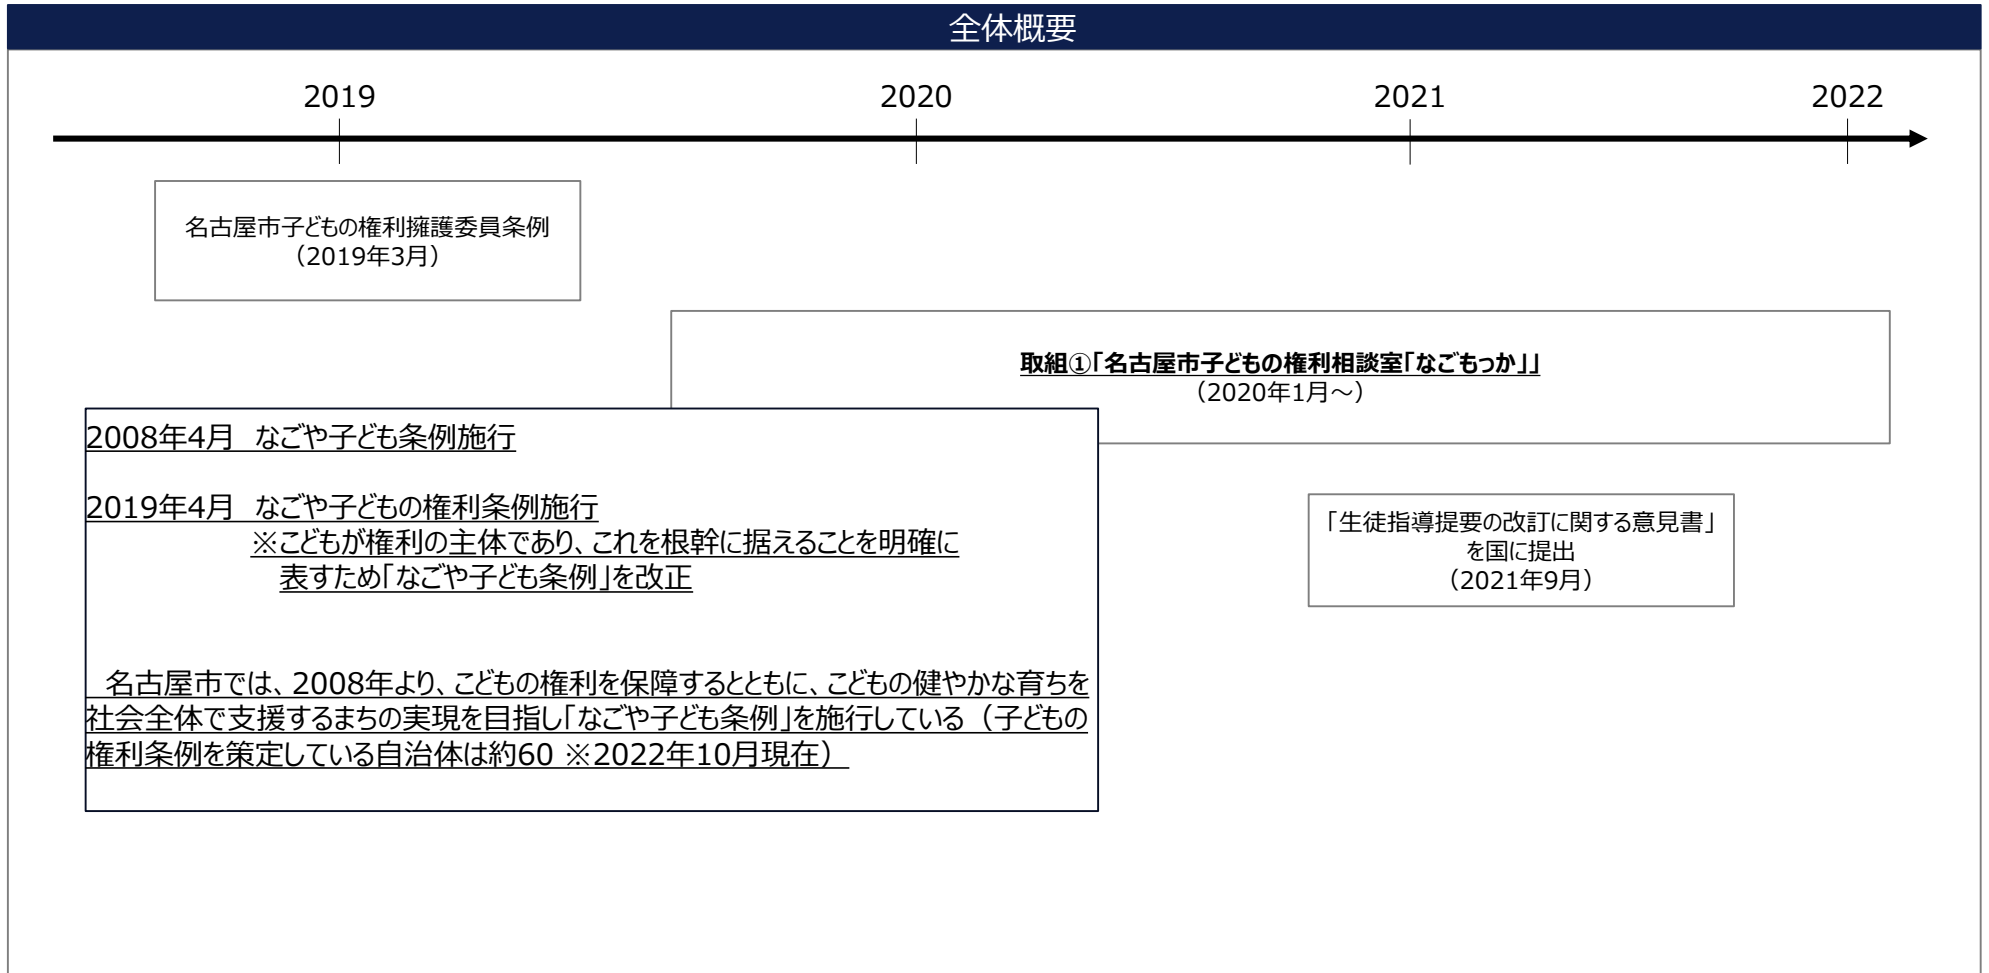 全体概要
2019
2020
2021
2022
名古屋市子どもの権利擁護委員条例
（2019年3月）
取組①「名古屋市子どもの権利相談室「なごもっか」」
（2020年1月～）
2008年4月　なごや子ども条例施行
2019年4月　なごや子どもの権利条例施行
※こどもが権利の主体であり、これを根幹に据えることを明確に
表すため「なごや子ども条例」を改正
名古屋市では、2008年より、こどもの権利を保障するとともに、こどもの健やかな育ちを
社会全体で支援するまちの実現を目指し「なごや子ども条例」を施行している（子どもの
権利条例を策定している自治体は約60 ※2022年10月現在）
「生徒指導提要の改訂に関する意見書」
を国に提出
（2021年9月）